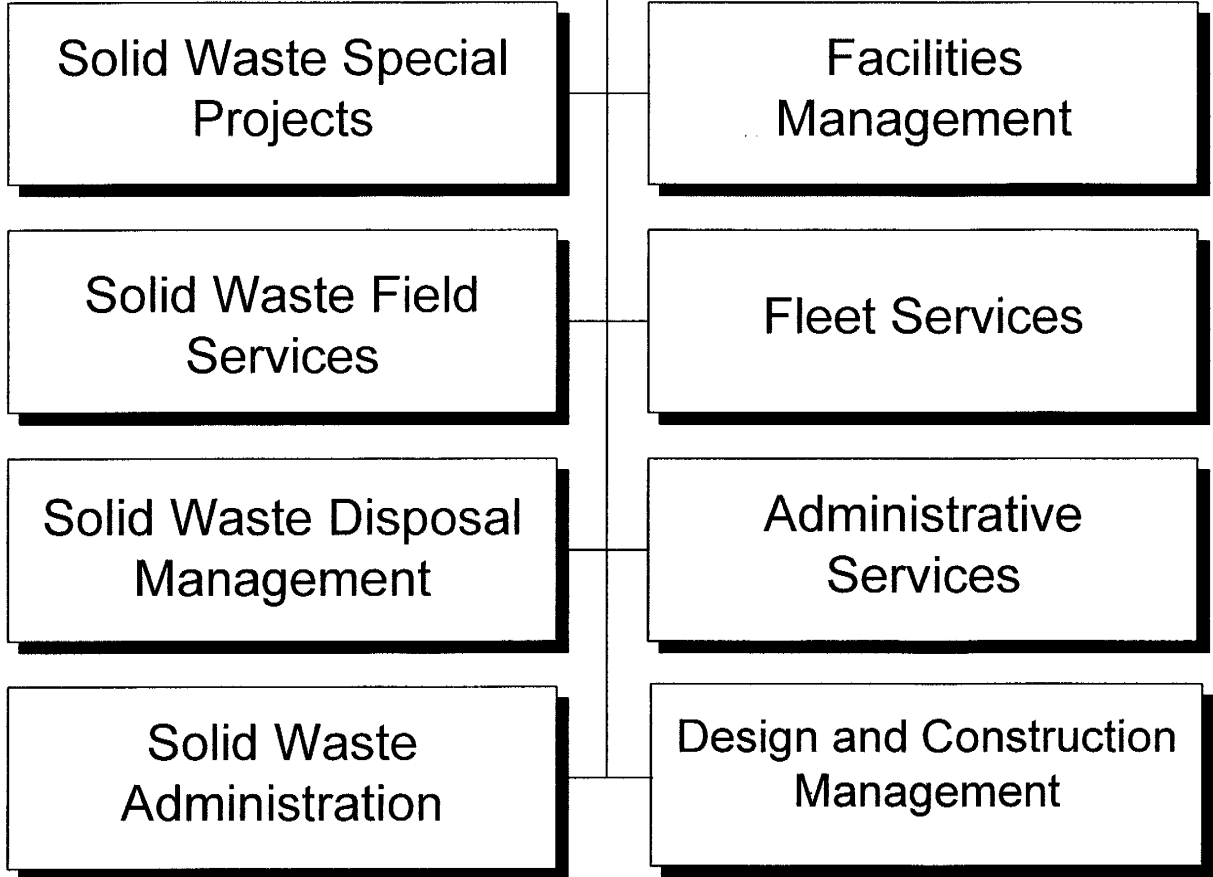 Solid Waste Special
Projects
Facilities
Management
Solid Waste Field
Services
Fleet Services
Solid Waste Disposal
Management
Administrative
Services
Solid Waste
Administration
Design and Construction
Management